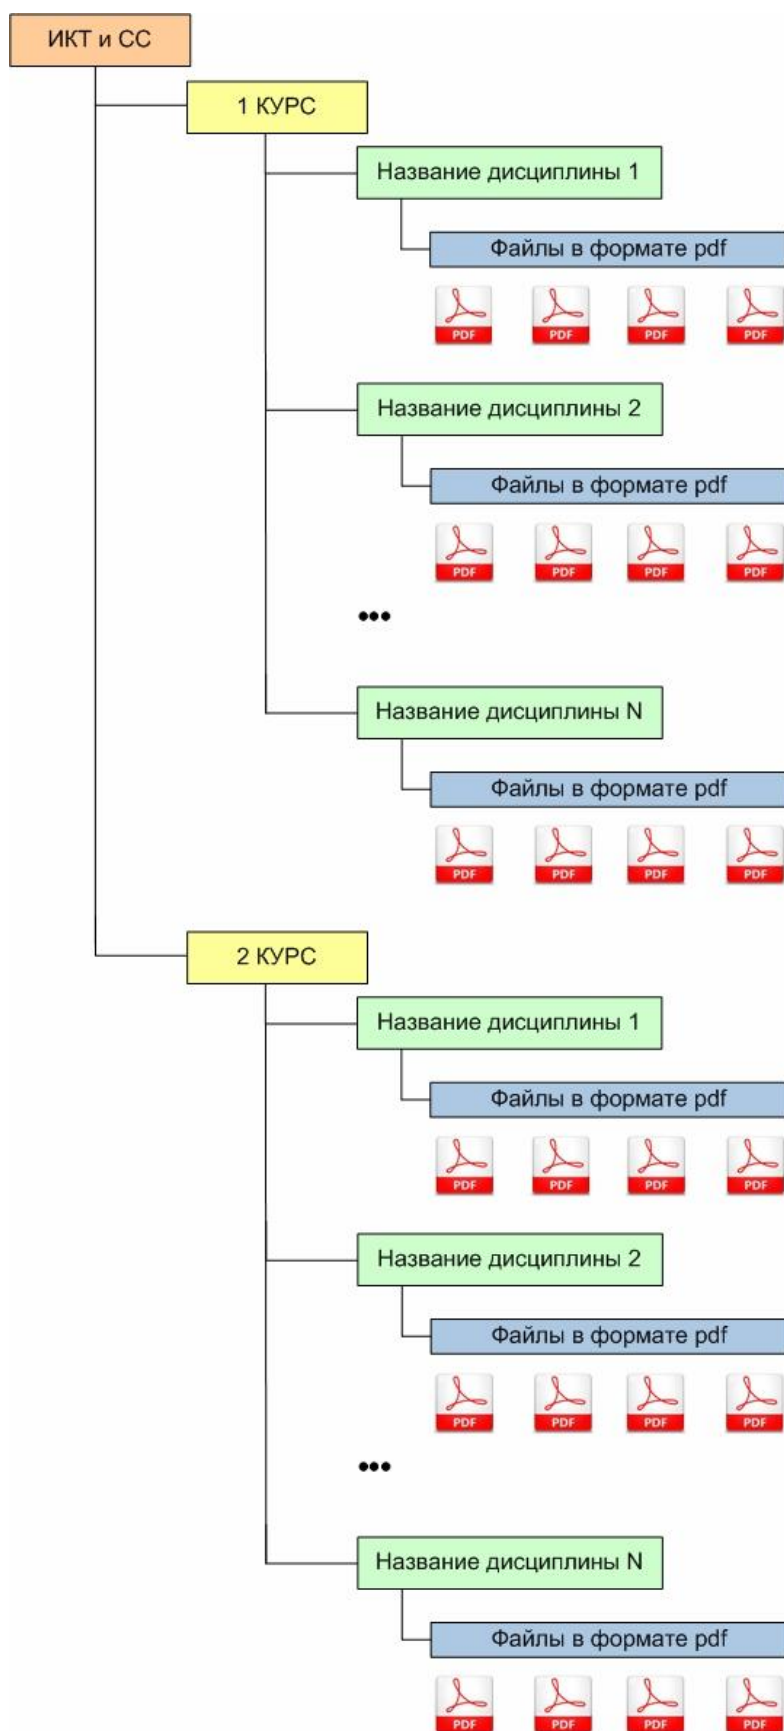 ИКТ и СС
1 КУРС
Название дисциплины 1
Файлы в формате pdf
PDF PDF PDF PDF
Название дисциплины 2
Файлы в формате pdf
PDF PDF PDF PDF
•••
Название дисциплины N
Файлы в формате pdf
PDF PDF PDF PDF
2 КУРС
Название дисциплины 1
Файлы в формате pdf
PDF PDF PDF PDF
Название дисциплины 2
Файлы в формате pdf
PDF PDF PDF PDF
•••
Название дисциплины N
Файлы в формате pdf
PDF PDF PDF PDF